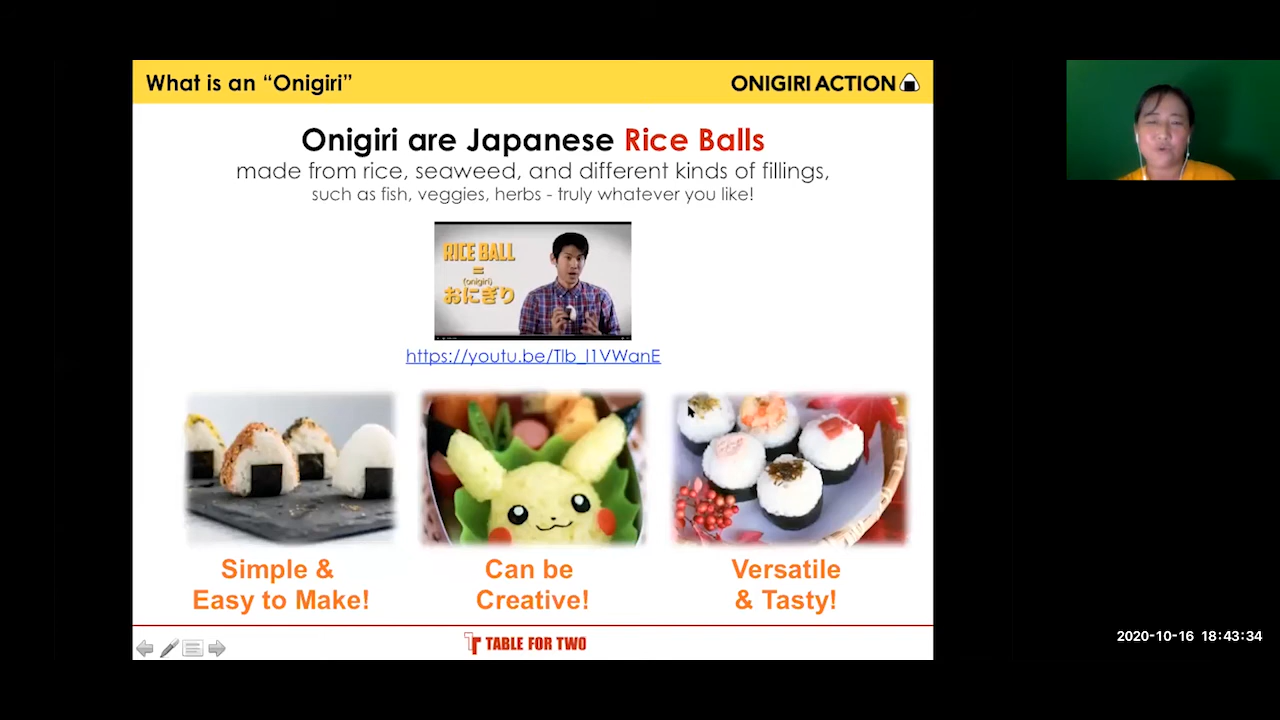 What is an “Onigiri”
ONIGIRI ACTION
Onigiri are Japanese Rice Balls
made from rice, seaweed, and different kinds of fillings,
such as fish, veggies, herbs - truly whatever you like!
RICE BALL
=
(onigiri)
おにぎり
https://youtu.be/TIb_I1VWanE
Simple &
Easy to Make!
Can be
Creative!
Versatile
& Tasty!
TABLE FOR TWO
2020-10-16 18:43:34